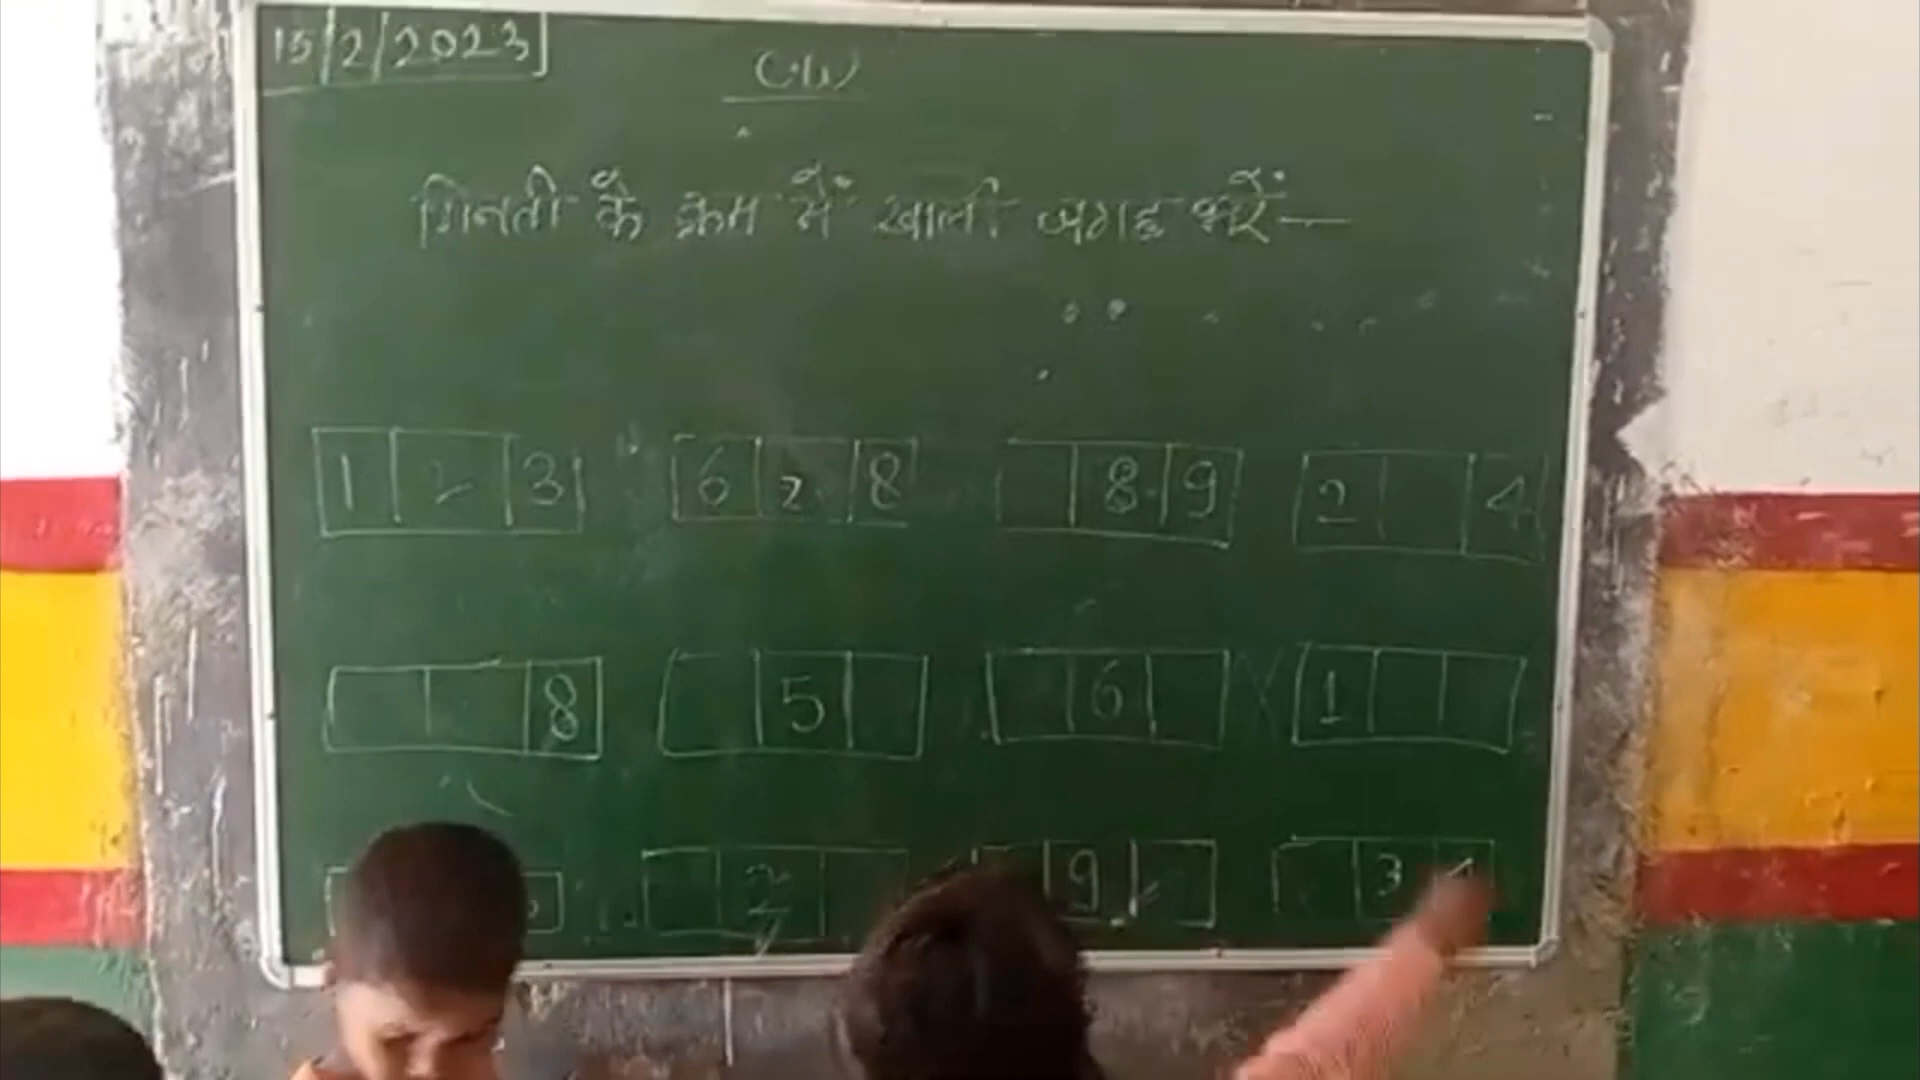 15/2/2023
गिनती के क्रम में खाली जगह भरें—
1 2 3 6 7 8 8 9 2 4
8 5 6 1
2 9 3